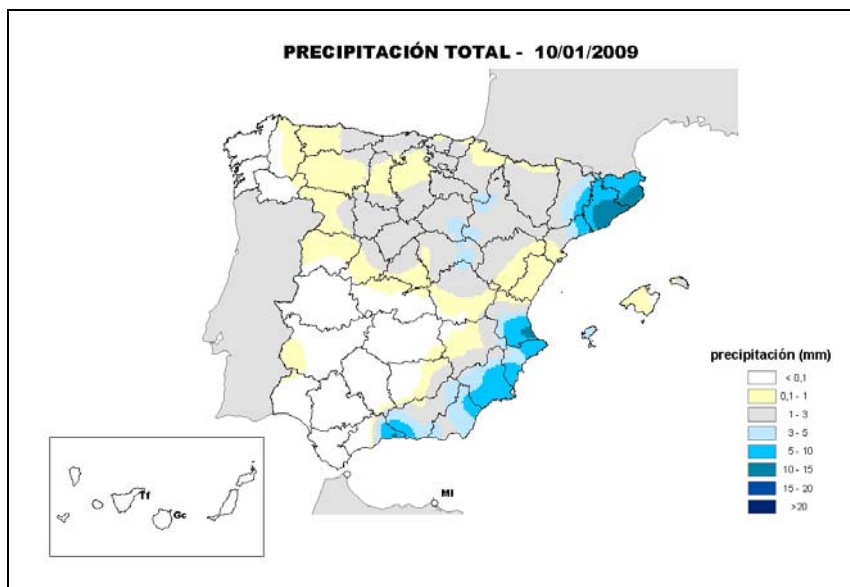 PRECIPITACIÓN TOTAL - 10/01/2009
precipitación (mm)
< 0,1
0,1 - 1
1 - 3
3 - 5
5 - 10
10 - 15
15 - 20
>20
Tf
Gc
Ml